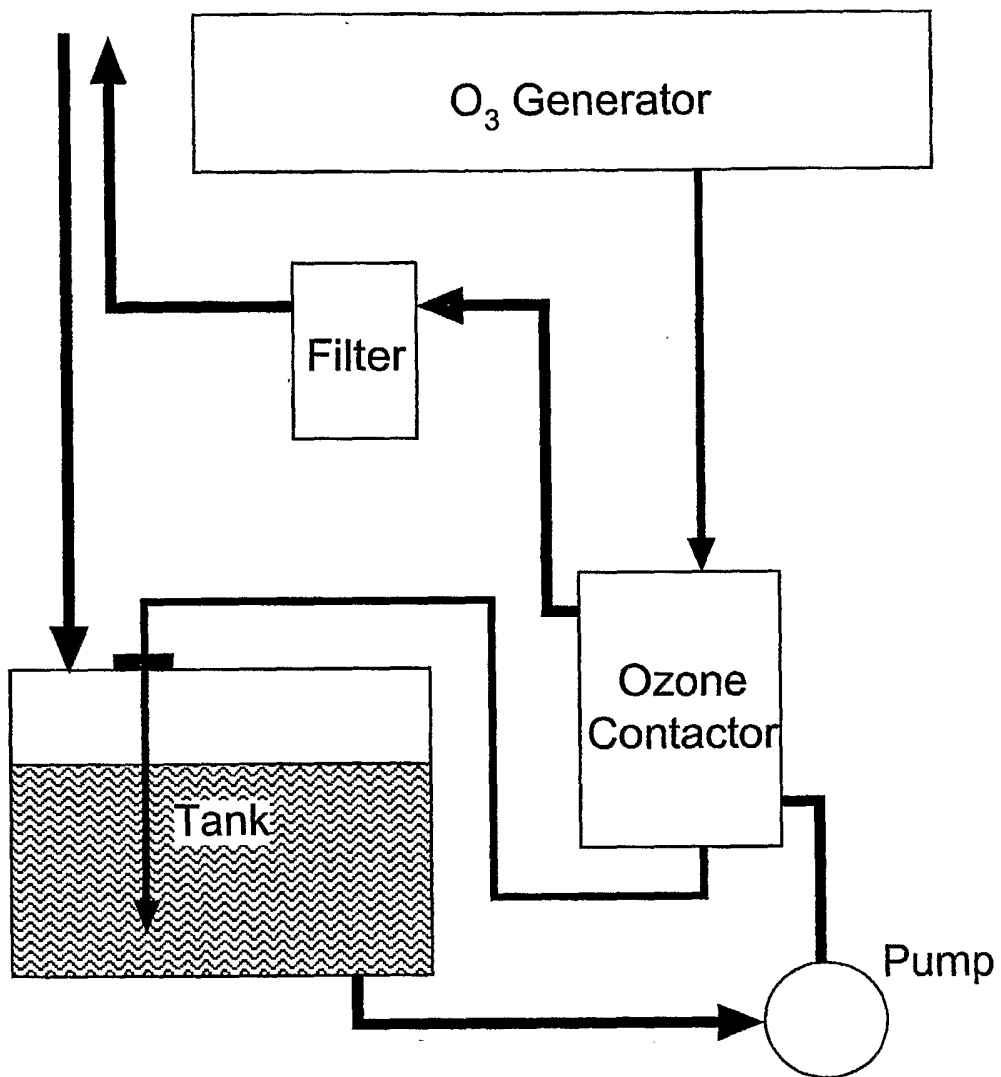 O₃ Generator
Filter
Ozone
Contactor
Tank
Pump